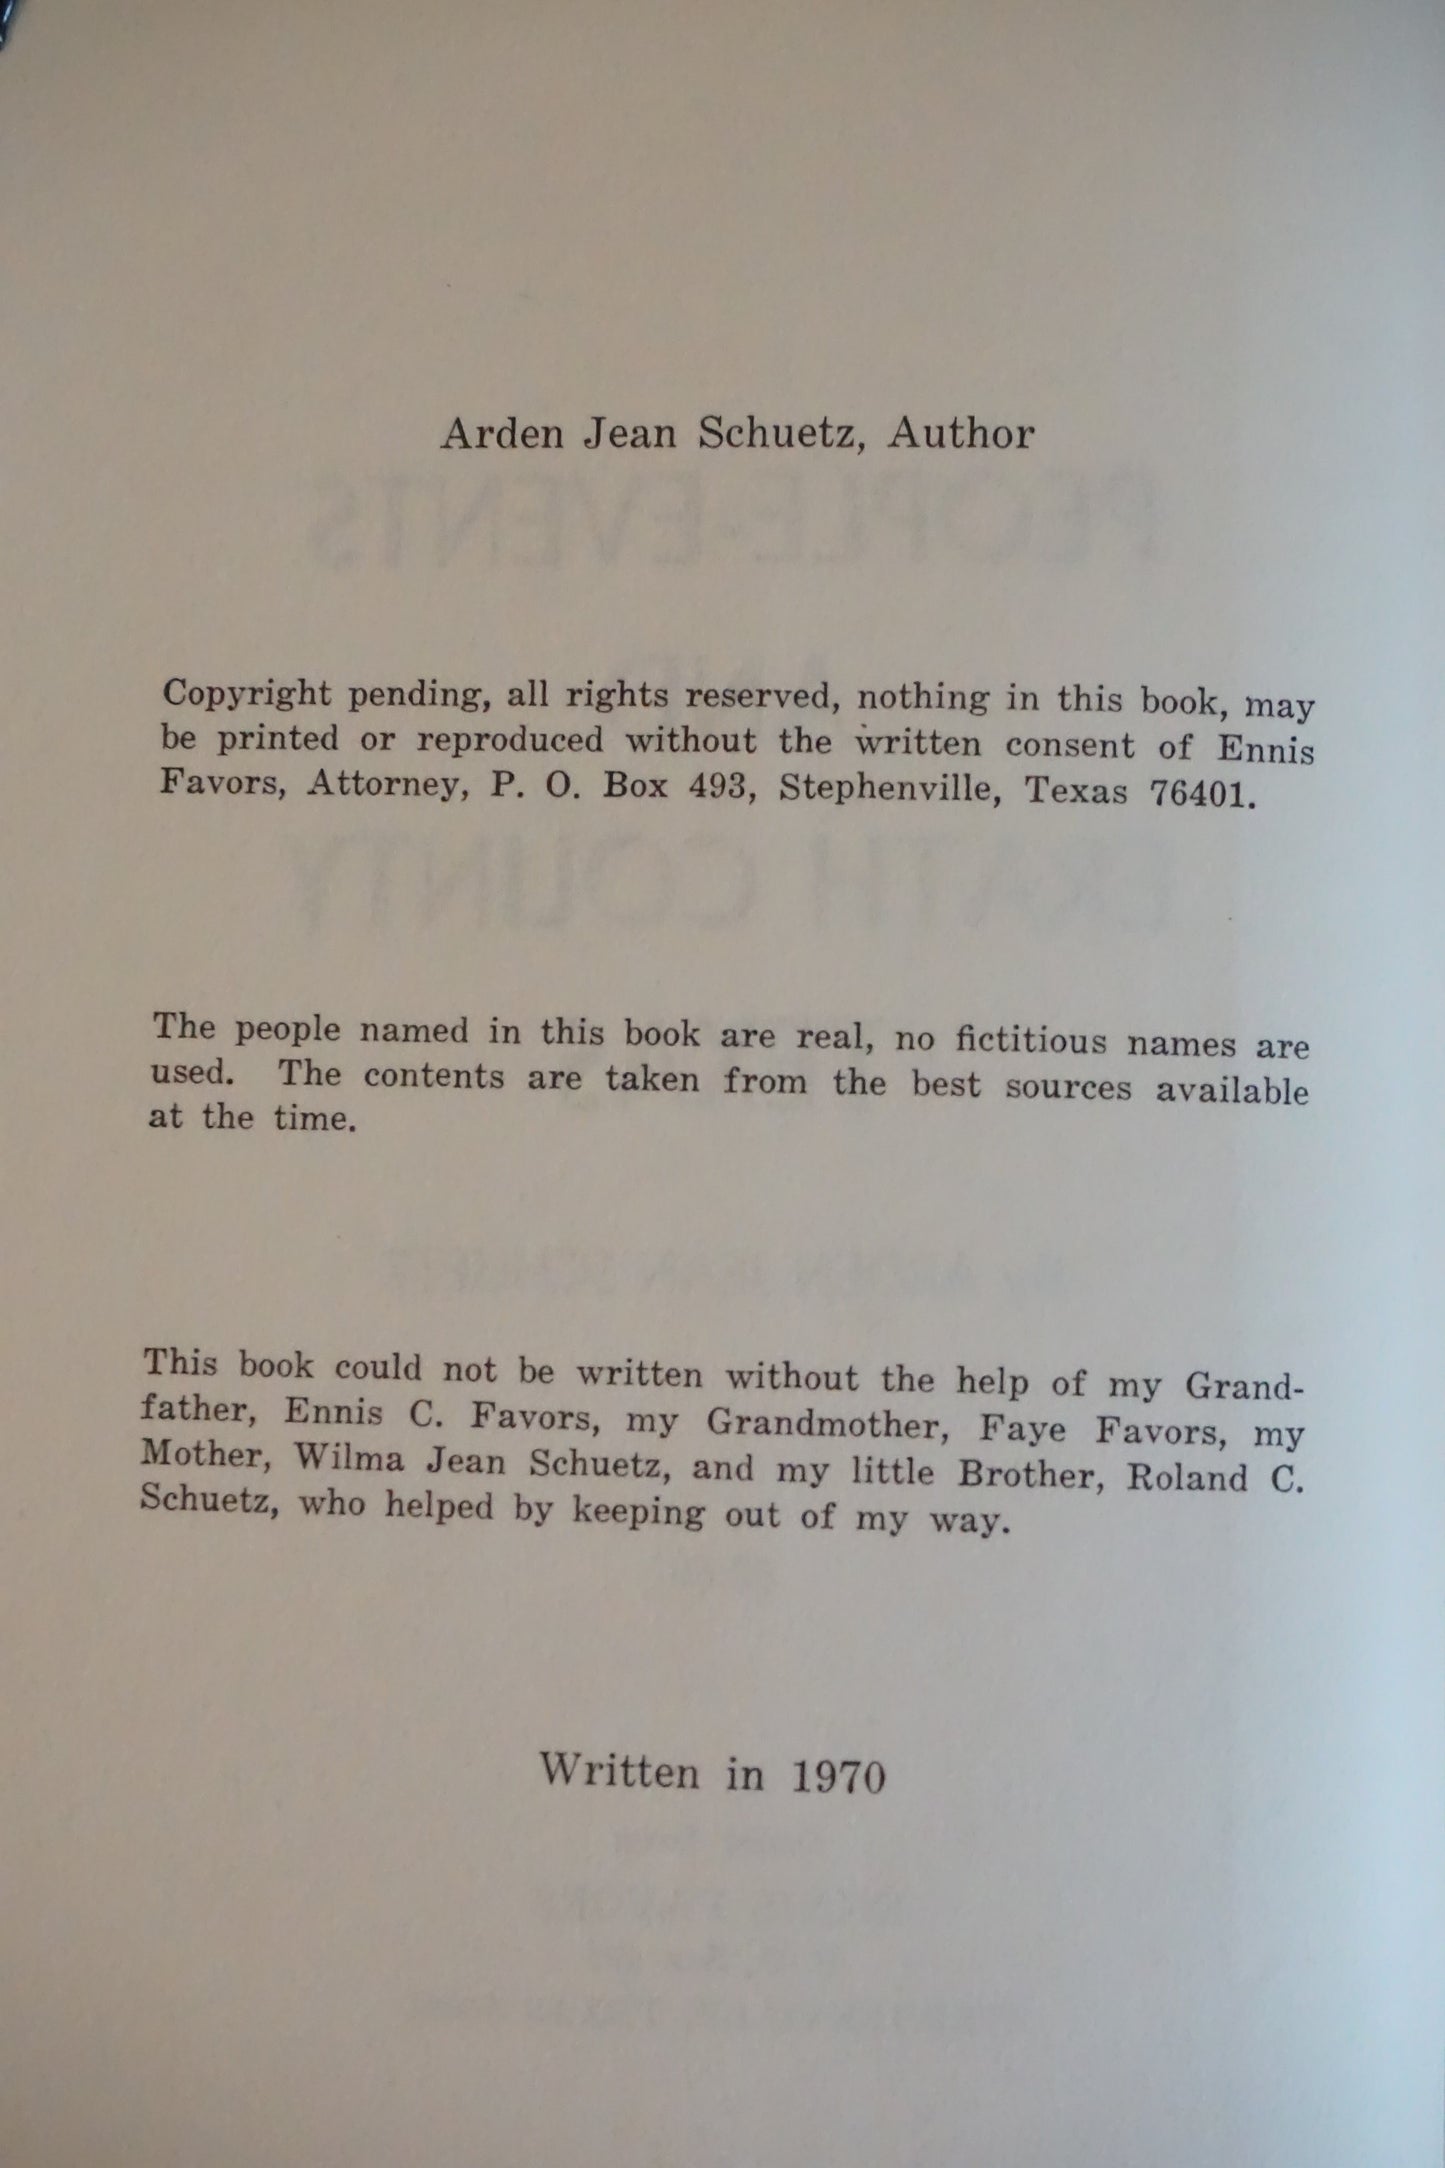 Arden Jean Schuetz, Author
Copyright pending, all rights reserved, nothing in this book, may
be printed or reproduced without the written consent of Ennis
Favors, Attorney, P. O. Box 493, Stephenville, Texas 76401.
The people named in this book are real, no fictitious names are
used. The contents are taken from the best sources available
at the time.
This book could not be written without the help of my Grand-
father, Ennis C. Favors, my Grandmother, Faye Favors, my
Mother, Wilma Jean Schuetz, and my little Brother, Roland C.
Schuetz, who helped by keeping out of my way.
Written in 1970